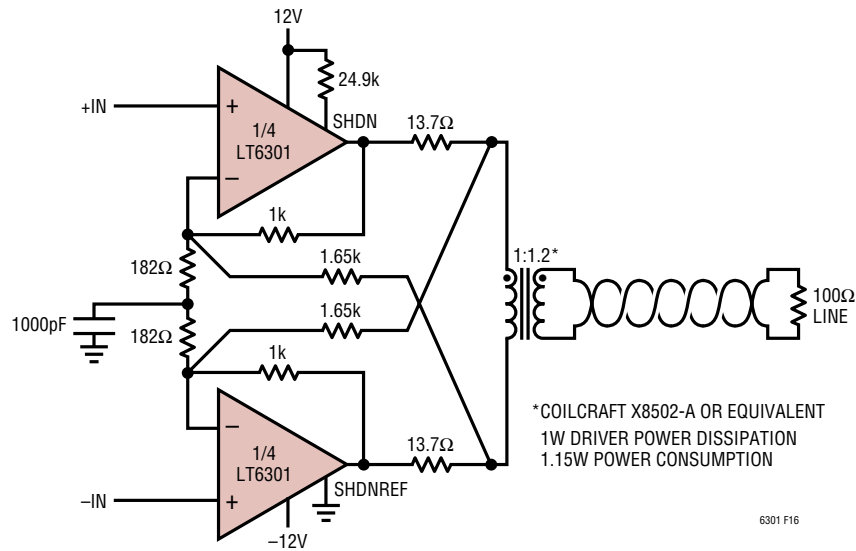 12V
24.9k
+IN
+
1/4
LT6301
–
SHDN
13.7Ω
1k
182Ω
1.65k
1:1.2*
1000pF
1.65k
182Ω
1k
100Ω
LINE
–
1/4
LT6301
+
13.7Ω
SHDNREF
–IN
–12V
*COILCRAFT X8502-A OR EQUIVALENT
1W DRIVER POWER DISSIPATION
1.15W POWER CONSUMPTION
6301 F16